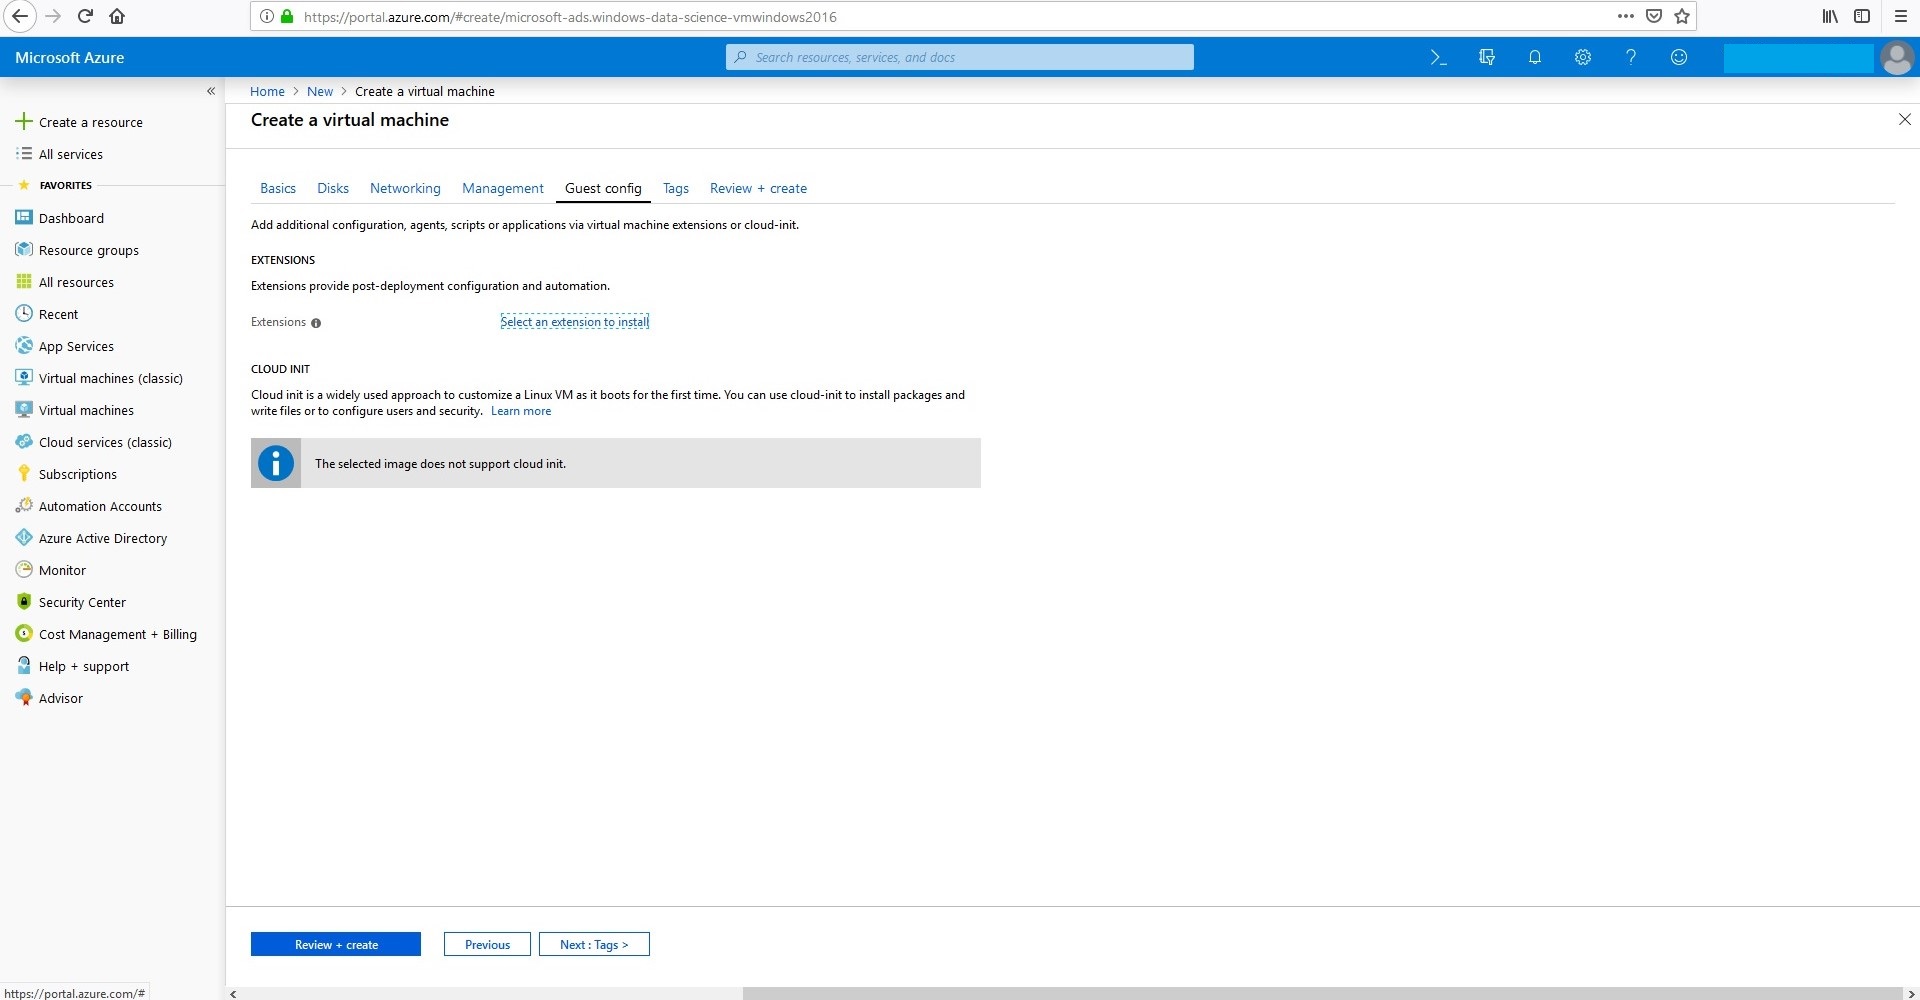 https://portal.azure.com/#create/microsoft-ads.windows-data-science-vmwindows2016
Microsoft Azure
Search resources, services, and docs
Home > New > Create a virtual machine
Create a virtual machine
Create a resource
All services
FAVORITES
Dashboard
Resource groups
All resources
Recent
App Services
Virtual machines (classic)
Virtual machines
Cloud services (classic)
Subscriptions
Automation Accounts
Azure Active Directory
Monitor
Security Center
Cost Management + Billing
Help + support
Advisor
Basics Disks Networking Management Guest config Tags Review + create
Add additional configuration, agents, scripts or applications via virtual machine extensions or cloud-init.
EXTENSIONS
Extensions provide post-deployment configuration and automation.
Extensions Select an extension to install
CLOUD INIT
Cloud init is a widely used approach to customize a Linux VM as it boots for the first time. You can use cloud-init to install packages and
write files or to configure users and security. Learn more
The selected image does not support cloud init.
Review + create Previous Next : Tags >
https://portal.azure.com/#